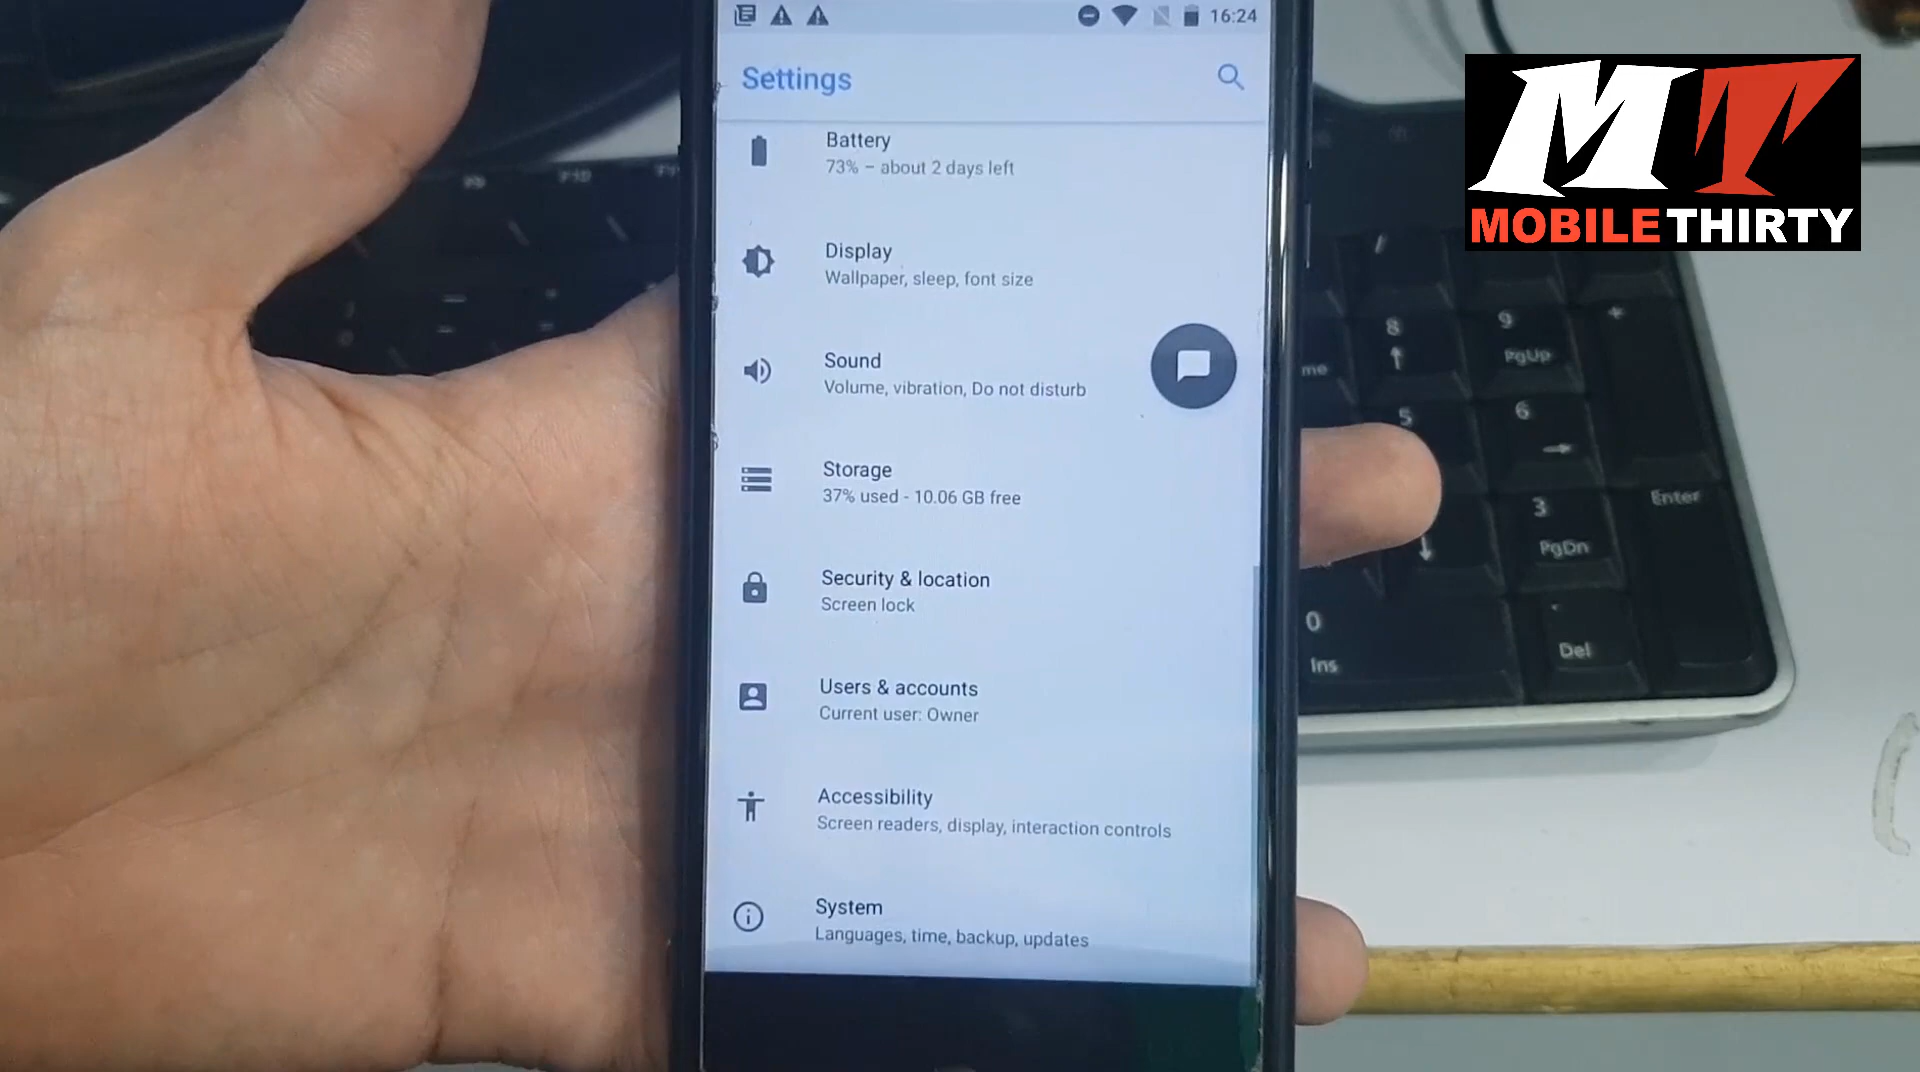 16:24
Settings
Battery
73% – about 2 days left
Display
Wallpaper, sleep, font size
Sound
Volume, vibration, Do not disturb
Storage
37% used - 10.06 GB free
Security & location
Screen lock
Users & accounts
Current user: Owner
Accessibility
Screen readers, display, interaction controls
System
Languages, time, backup, updates
MT
MOBILE THIRTY
8
9
PgUp
+
me
5
6
Enter
3
PgDn
0
Ins
.
Del